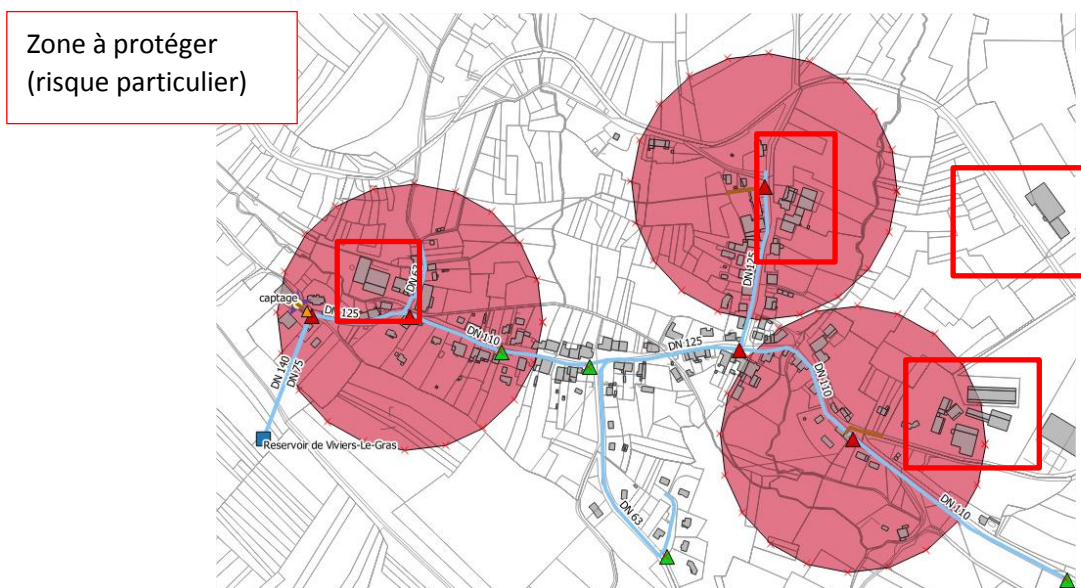 Zone à protéger
(risque particulier)
captage
DN 125
DN 63
DN 110
DN 140
DN 75
Réservoir de Viviers-Le-Gras
DN 125
DN 125
DN 110
DN 63
DN 110